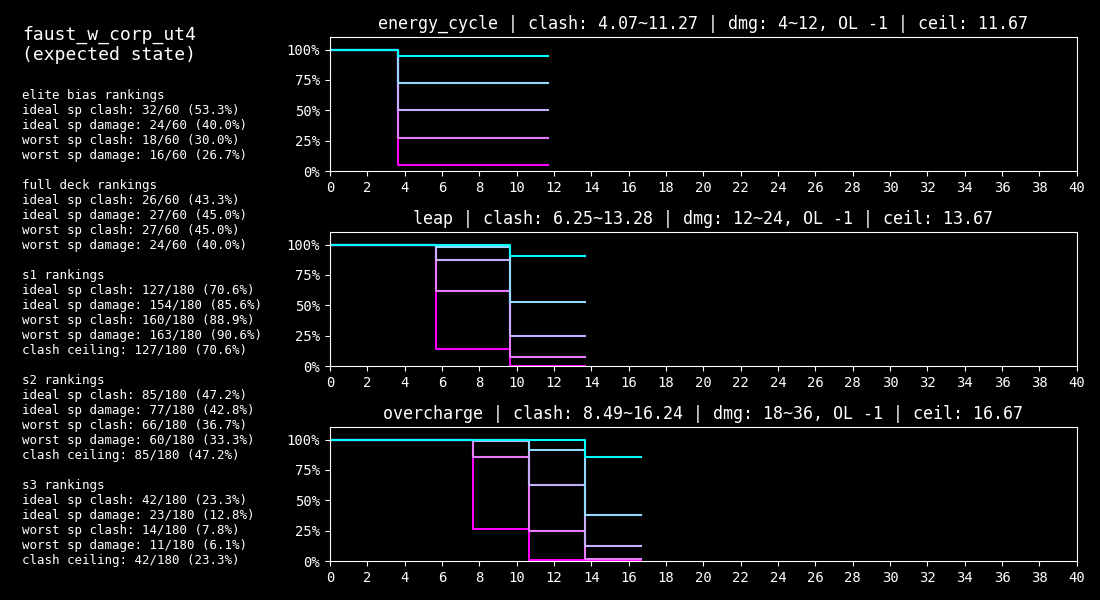 faust_w_corp_ut4
(expected state)
elite bias rankings
ideal sp clash: 32/60 (53.3%)
ideal sp damage: 24/60 (40.0%)
worst sp clash: 18/60 (30.0%)
worst sp damage: 16/60 (26.7%)
full deck rankings
ideal sp clash: 26/60 (43.3%)
ideal sp damage: 27/60 (45.0%)
worst sp clash: 27/60 (45.0%)
worst sp damage: 24/60 (40.0%)
s1 rankings
ideal sp clash: 127/180 (70.6%)
ideal sp damage: 154/180 (85.6%)
worst sp clash: 160/180 (88.9%)
worst sp damage: 163/180 (90.6%)
clash ceiling: 127/180 (70.6%)
s2 rankings
ideal sp clash: 85/180 (47.2%)
ideal sp damage: 77/180 (42.8%)
worst sp clash: 66/180 (36.7%)
worst sp damage: 60/180 (33.3%)
clash ceiling: 85/180 (47.2%)
s3 rankings
ideal sp clash: 42/180 (23.3%)
ideal sp damage: 23/180 (12.8%)
worst sp clash: 14/180 (7.8%)
worst sp damage: 11/180 (6.1%)
clash ceiling: 42/180 (23.3%)
energy_cycle | clash: 4.07~11.27 | dmg: 4~12, OL -1 | ceil: 11.67
100%
75%
50%
25%
0%
0 2 4 6 8 10 12 14 16 18 20 22 24 26 28 30 32 34 36 38 40
leap | clash: 6.25~13.28 | dmg: 12~24, OL -1 | ceil: 13.67
100%
75%
50%
25%
0%
0 2 4 6 8 10 12 14 16 18 20 22 24 26 28 30 32 34 36 38 40
overcharge | clash: 8.49~16.24 | dmg: 18~36, OL -1 | ceil: 16.67
100%
75%
50%
25%
0%
0 2 4 6 8 10 12 14 16 18 20 22 24 26 28 30 32 34 36 38 40